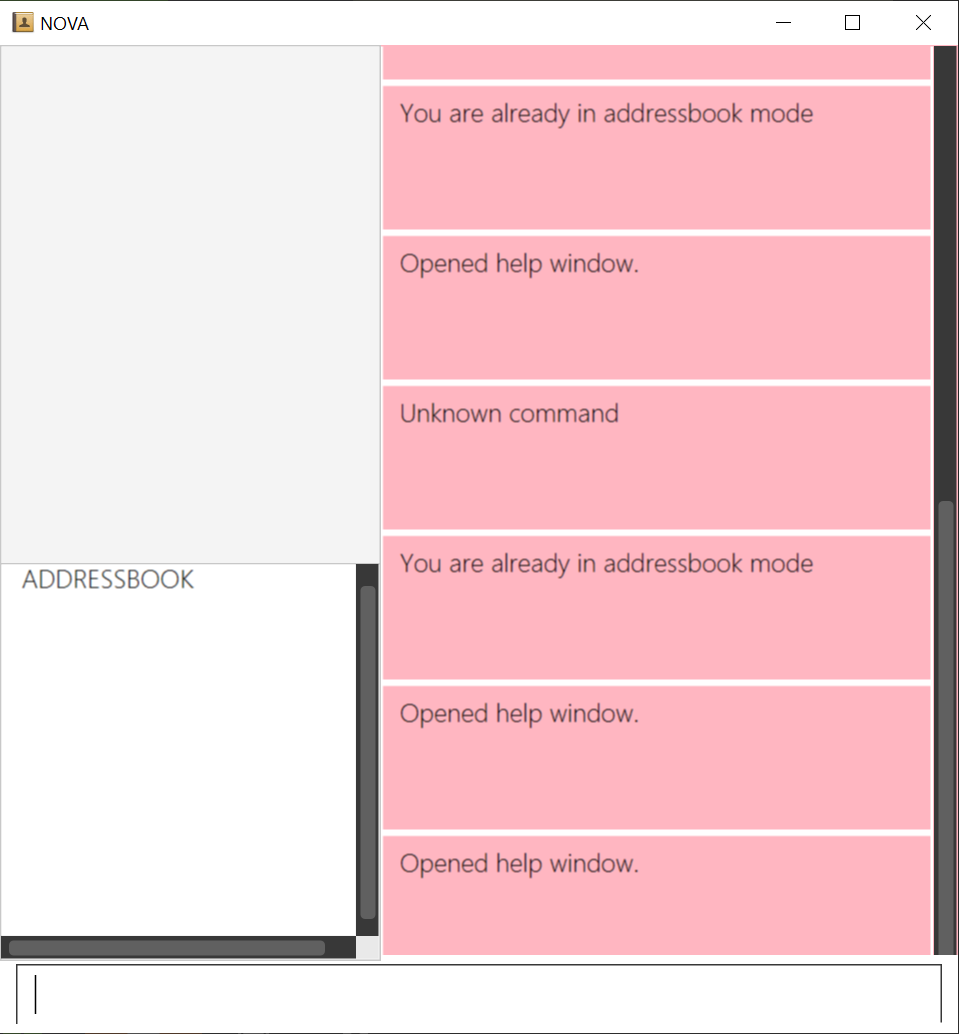 NOVA
You are already in addressbook mode
Opened help window.
Unknown command
You are already in addressbook mode
Opened help window.
Opened help window.
ADDRESSBOOK